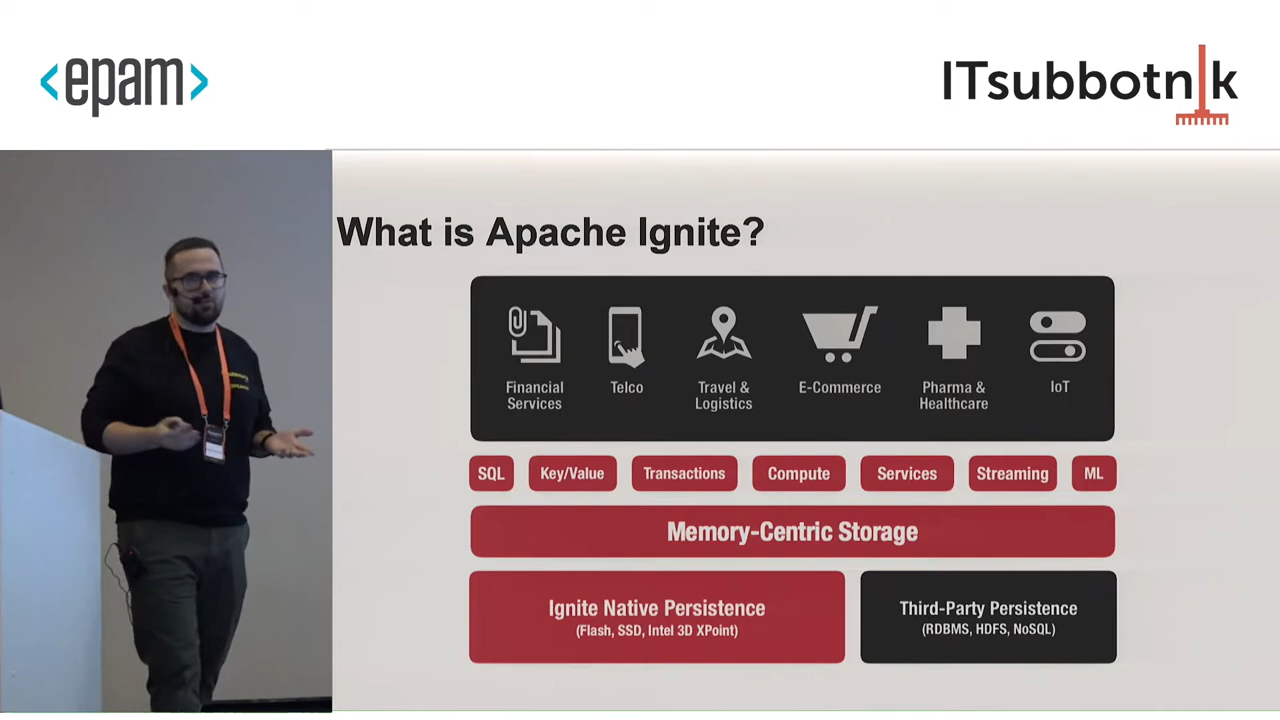 <epam>
ITsubbotnik
What is Apache Ignite?
Financial
Services
Telco
Travel &
Logistics
E-Commerce
Pharma &
Healthcare
IoT
SQL
Key/Value
Transactions
Compute
Services
Streaming
ML
Memory-Centric Storage
Ignite Native Persistence
(Flash, SSD, Intel 3D XPoint)
Third-Party Persistence
(RDBMS, HDFS, NoSQL)